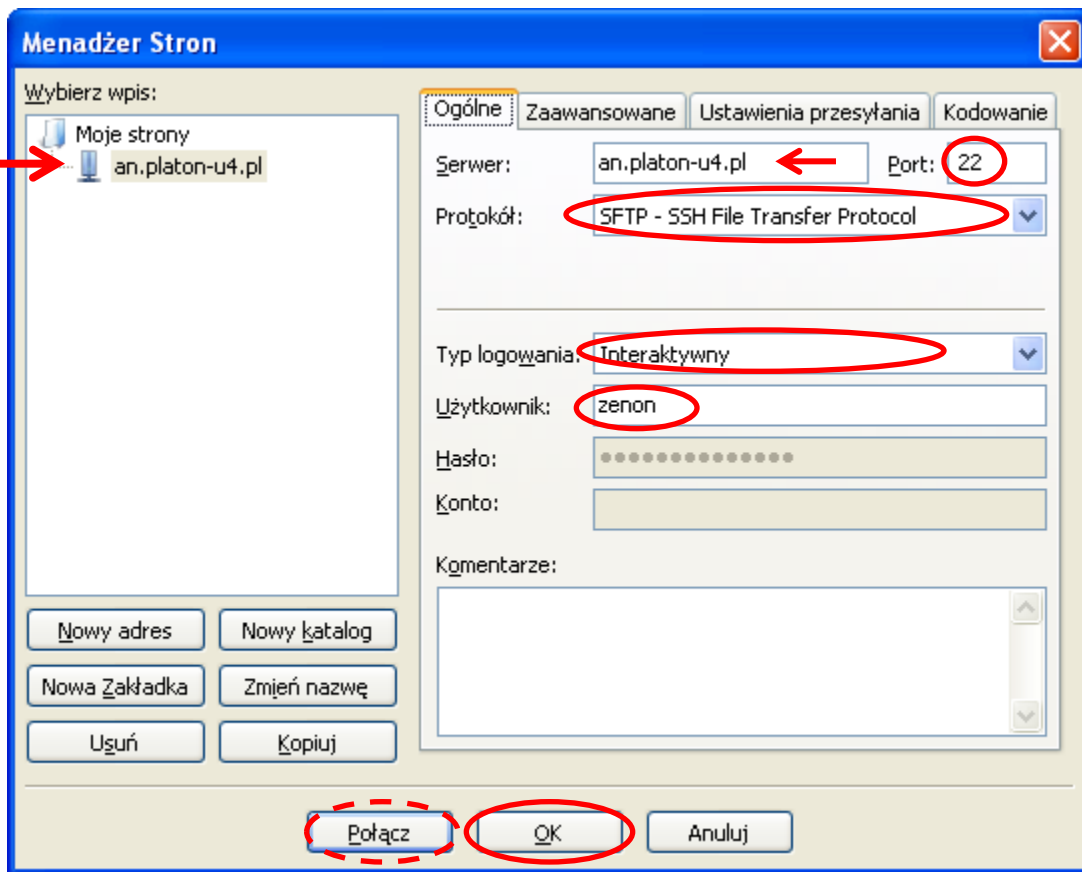 Menadżer Stron
Wybierz wpis:
Moje strony
an.platon-u4.pl
Ogólne Zaawansowane Ustawienia przesyłania Kodowanie
Serwer: an.platon-u4.pl Port: 22
Protokół: SFTP - SSH File Transfer Protocol
Typ logowania: Interaktywny
Użytkownik: zenon
Hasło: ●●●●●●●●●●●●●●
Konto:
Komentarze:
Nowy adres Nowy katalog
Nowa Zakładka Zmień nazwę
Usuń Kopiuj
Połącz OK Anuluj